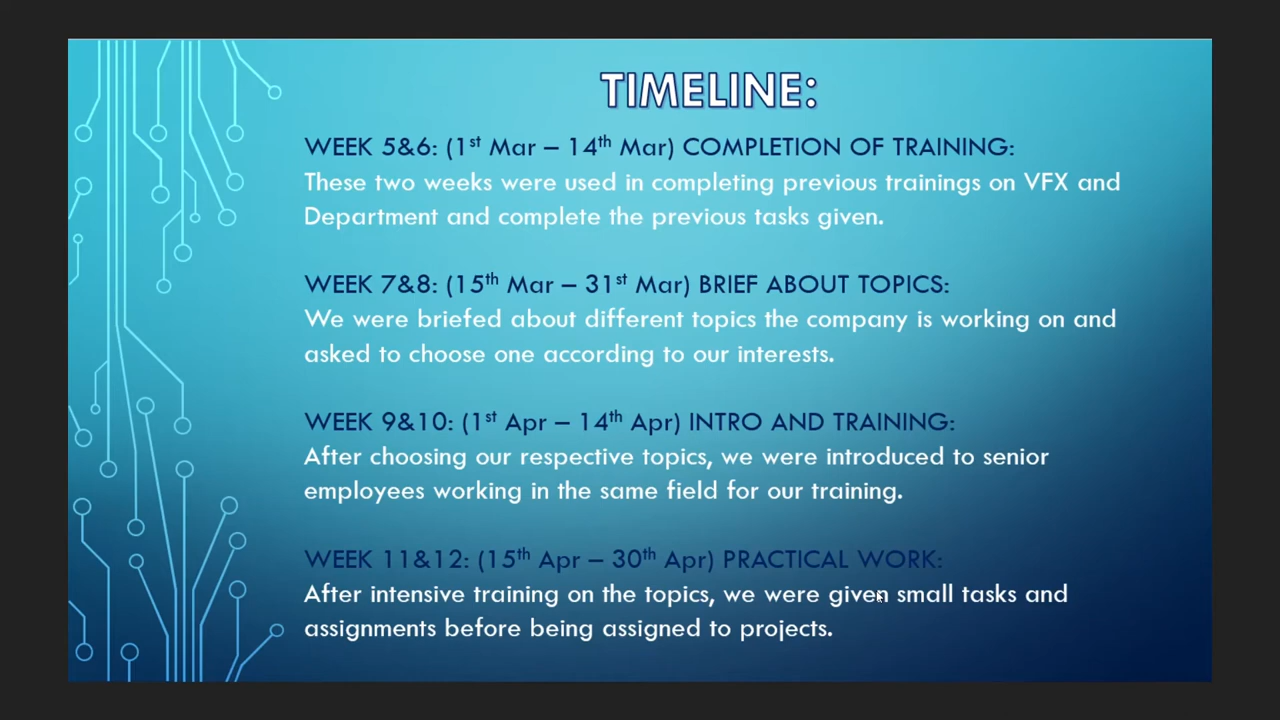 TIMELINE:
WEEK 5&6: (1st Mar – 14th Mar) COMPLETION OF TRAINING:
These two weeks were used in completing previous trainings on VFX and
Department and complete the previous tasks given.
WEEK 7&8: (15th Mar – 31st Mar) BRIEF ABOUT TOPICS:
We were briefed about different topics the company is working on and
asked to choose one according to our interests.
WEEK 9&10: (1st Apr – 14th Apr) INTRO AND TRAINING:
After choosing our respective topics, we were introduced to senior
employees working in the same field for our training.
WEEK 11&12: (15th Apr – 30th Apr) PRACTICAL WORK:
After intensive training on the topics, we were given small tasks and
assignments before being assigned to projects.